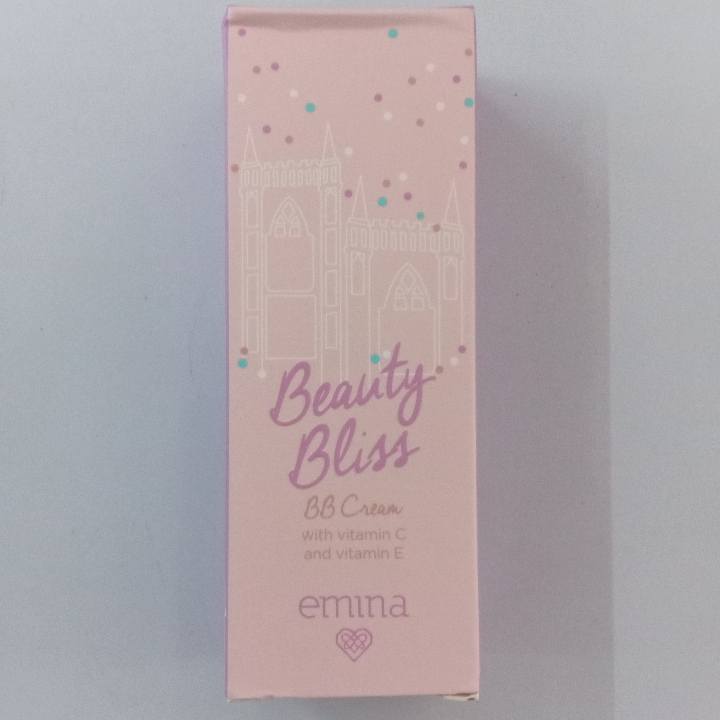 Beauty
Bliss
BB Cream
with vitamin C
and vitamin E
emina